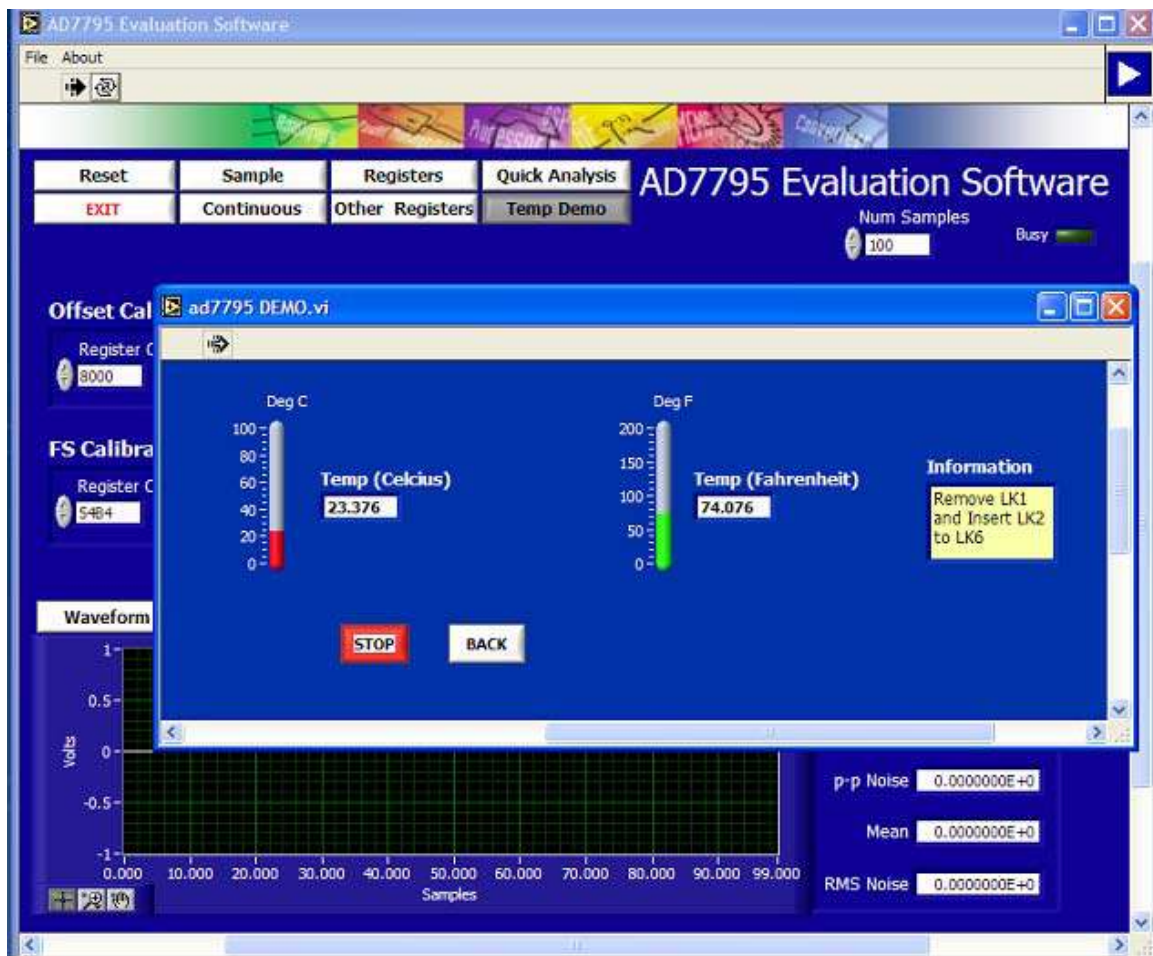 AD7795 Evaluation Software
File About
Reset
Sample
Registers
Quick Analysis
EXIT
Continuous
Other Registers
Temp Demo
AD7795 Evaluation Software
Num Samples
100
Busy
Offset Cal
Register C
8000
FS Calibra
Register C
54B4
ad7795 DEMO.vi
Deg C
100
80
60
40
20
0
Temp (Celcius)
23.376
Deg F
200
150
100
50
0
Temp (Fahrenheit)
74.076
Information
Remove LK1
and Insert LK2
to LK6
STOP
BACK
Waveform
1
0.5
0
-0.5
-1
Volts
0.000 10.000 20.000 30.000 40.000 50.000 60.000 70.000 80.000 90.000 99.000
Samples
p-p Noise 0.0000000E+0
Mean 0.0000000E+0
RMS Noise 0.0000000E+0